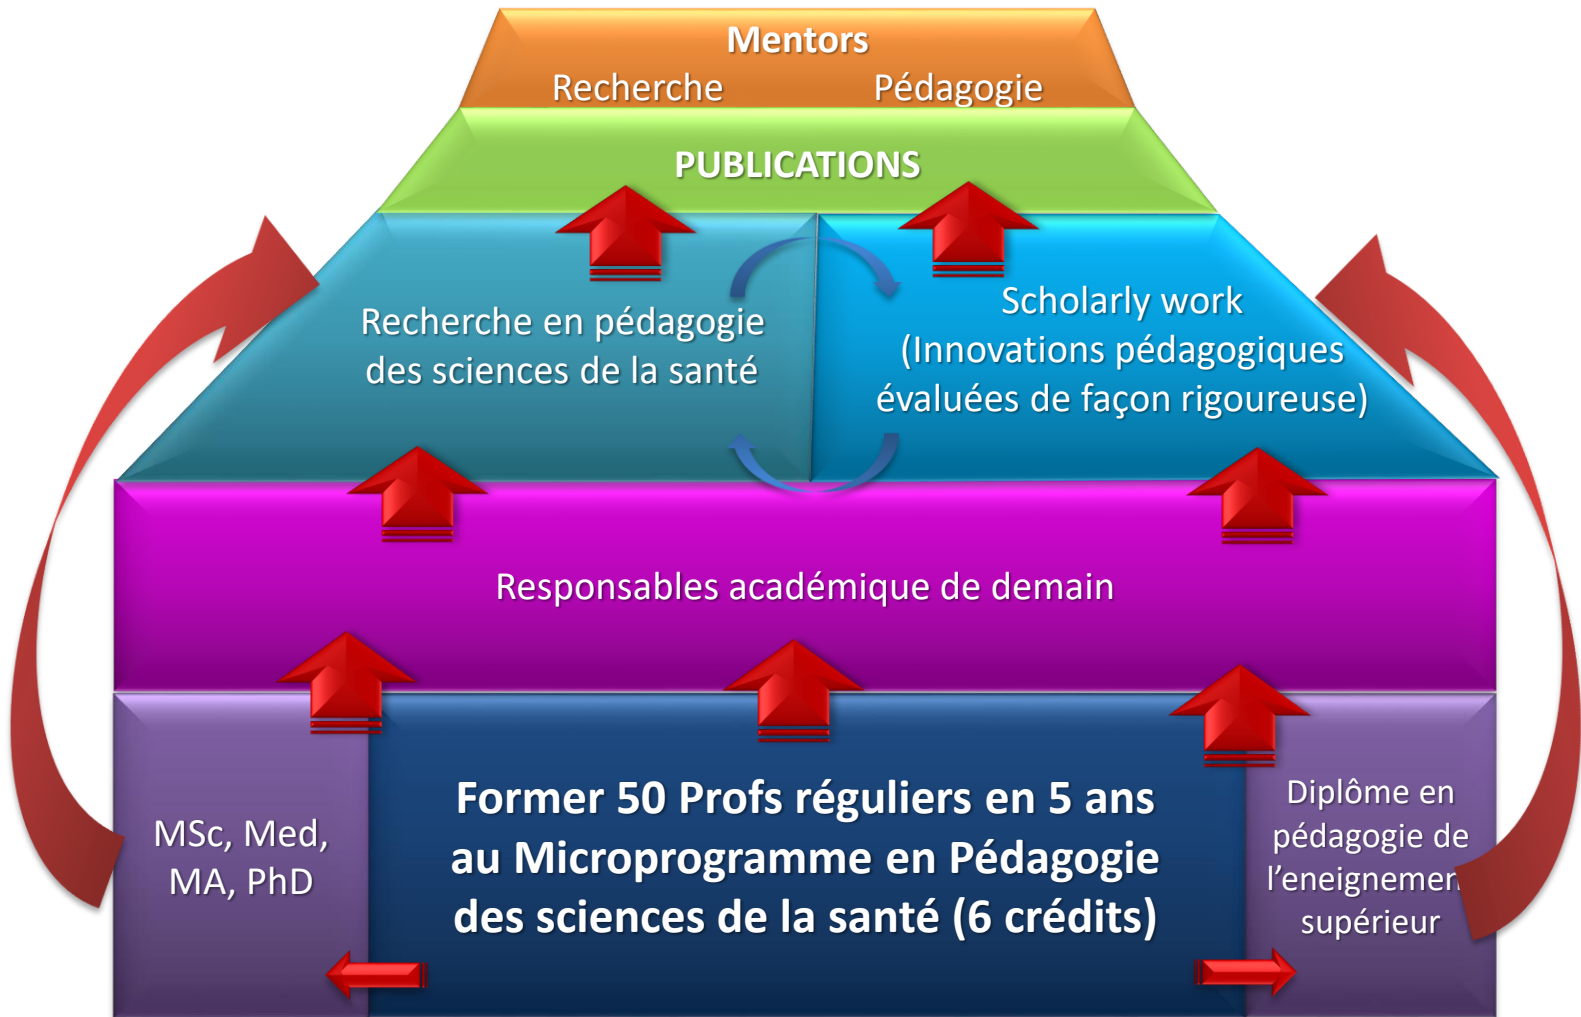 Mentors
Recherche Pédagogie
PUBLICATIONS
Recherche en pédagogie
des sciences de la santé
Scholarly work
(Innovations pédagogiques
évaluées de façon rigoureuse)
Responsables académique de demain
MSc, Med,
MA, PhD
Former 50 Profs réguliers en 5 ans
au Microprogramme en Pédagogie
des sciences de la santé (6 crédits)
Diplôme en
pédagogie de
l’eneignemen
supérieur